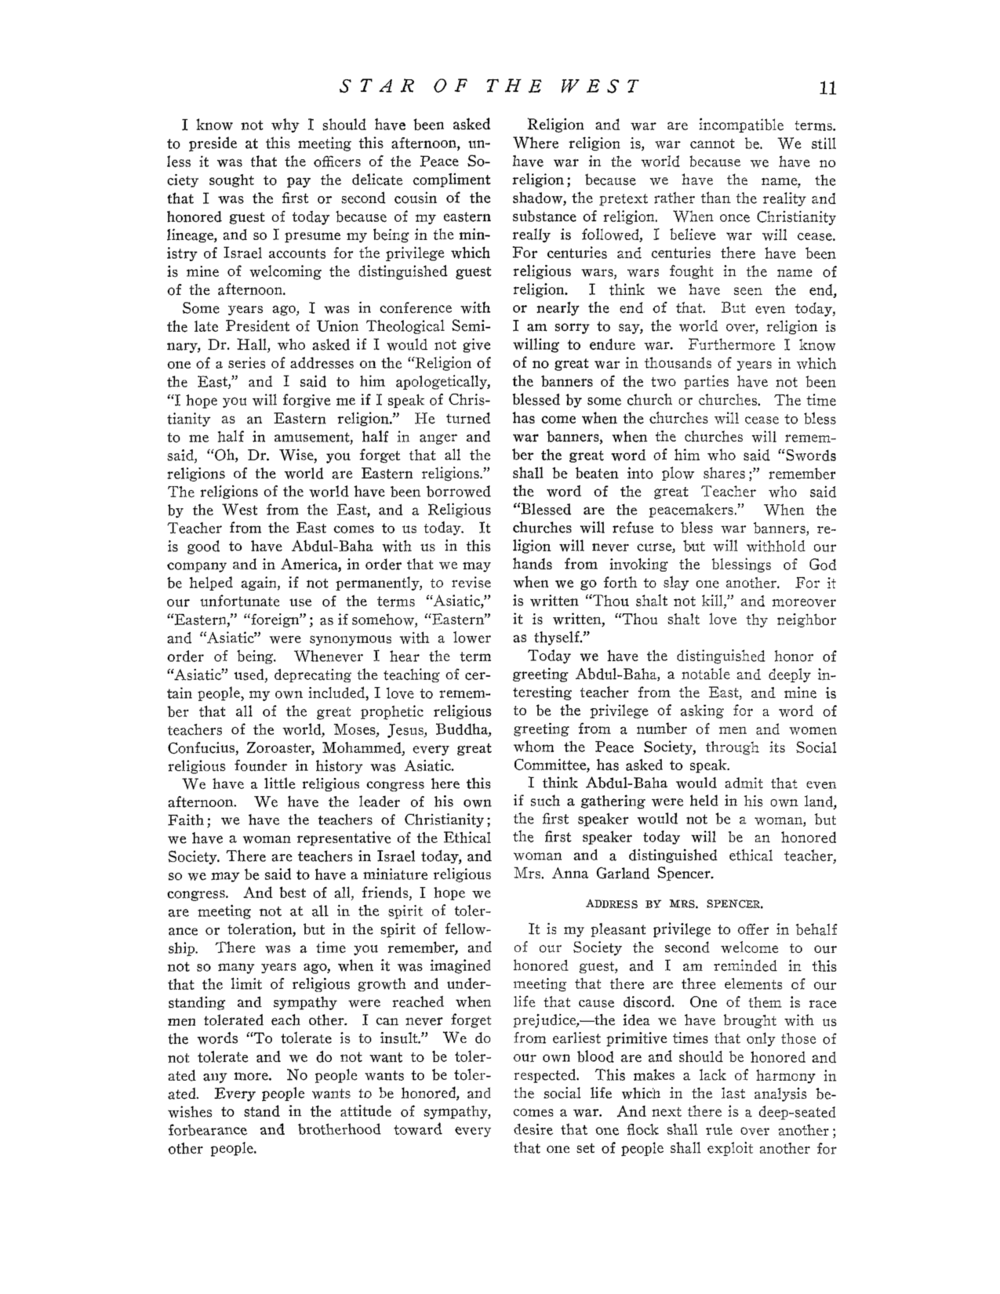 STAR OF THE WEST 11
I know not why I should have been asked
to preside at this meeting this afternoon, un-
less it was that the officers of the Peace So-
ciety sought to pay the delicate compliment
that I was the first or second cousin of the
honored guest of today because of my eastern
lineage, and so I presume my being in the min-
istry of Israel accounts for the privilege which
is mine of welcoming the distinguished guest
of the afternoon.
Some years ago, I was in conference with
the late President of Union Theological Semi-
nary, Dr. Hall, who asked if I would not give
one of a series of addresses on the “Religion of
the East,” and I said to him apologetically,
“I hope you will forgive me if I speak of Chris-
tianity as an Eastern religion.” He turned
to me half in amusement, half in anger and
said, “Oh, Dr. Wise, you forget that all the
religions of the world are Eastern religions.”
The religions of the world have been borrowed
by the West from the East, and a Religious
Teacher from the East comes to us today. It
is good to have Abdul-Baha with us in this
company and in America, in order that we may
be helped again, if not permanently, to revise
our unfortunate use of the terms “Asiatic,”
“Eastern,” “foreign”; as if somehow, “Eastern”
and “Asiatic” were synonymous with a lower
order of being. Whenever I hear the term
“Asiatic” used, deprecating the teaching of cer-
tain people, my own included, I love to remem-
ber that all of the great prophetic religious
teachers of the world, Moses, Jesus, Buddha,
Confucius, Zoroaster, Mohammed, every great
religious founder in history was Asiatic.
We have a little religious congress here this
afternoon. We have the leader of his own
Faith; we have the teachers of Christianity;
we have a woman representative of the Ethical
Society. There are teachers in Israel today, and
so we may be said to have a miniature religious
congress. And best of all, friends, I hope we
are meeting not at all in the spirit of toler-
ance or toleration, but in the spirit of fellow-
ship. There was a time you remember, and
not so many years ago, when it was imagined
that the limit of religious growth and under-
standing and sympathy were reached when
men tolerated each other. I can never forget
the words “To tolerate is to insult.” We do
not tolerate and we do not want to be toler-
ated any more. No people wants to be toler-
ated. Every people wants to be honored, and
wishes to stand in the attitude of sympathy,
forbearance and brotherhood toward every
other people.
Religion and war are incompatible terms.
Where religion is, war cannot be. We still
have war in the world because we have no
religion; because we have the name, the
shadow, the pretext rather than the reality and
substance of religion. When once Christianity
really is followed, I believe war will cease.
For centuries and centuries there have been
religious wars, wars fought in the name of
religion. I think we have seen the end,
or nearly the end of that. But even today,
I am sorry to say, the world over, religion is
willing to endure war. Furthermore I know
of no great war in thousands of years in which
the banners of the two parties have not been
blessed by some church or churches. The time
has come when the churches will cease to bless
war banners, when the churches will remem-
ber the great word of him who said “Swords
shall be beaten into plow shares;” remember
the word of the great Teacher who said
“Blessed are the peacemakers.” When the
churches will refuse to bless war banners, re-
ligion will never curse, but will withhold our
hands from invoking the blessings of God
when we go forth to slay one another. For it
is written “Thou shalt not kill,” and moreover
it is written, “Thou shalt love thy neighbor
as thyself.”
Today we have the distinguished honor of
greeting Abdul-Baha, a notable and deeply in-
teresting teacher from the East, and mine is
to be the privilege of asking for a word of
greeting from a number of men and women
whom the Peace Society, through its Social
Committee, has asked to speak.
I think Abdul-Baha would admit that even
if such a gathering were held in his own land,
the first speaker would not be a woman, but
the first speaker today will be an honored
woman and a distinguished ethical teacher,
Mrs. Anna Garland Spencer.
ADDRESS BY MRS. SPENCER.
It is my pleasant privilege to offer in behalf
of our Society the second welcome to our
honored guest, and I am reminded in this
meeting that there are three elements of our
life that cause discord. One of them is race
prejudice,—the idea we have brought with us
from earliest primitive times that only those of
our own blood are and should be honored and
respected. This makes a lack of harmony in
the social life which in the last analysis be-
comes a war. And next there is a deep-seated
desire that one flock shall rule over another;
that one set of people shall exploit another for